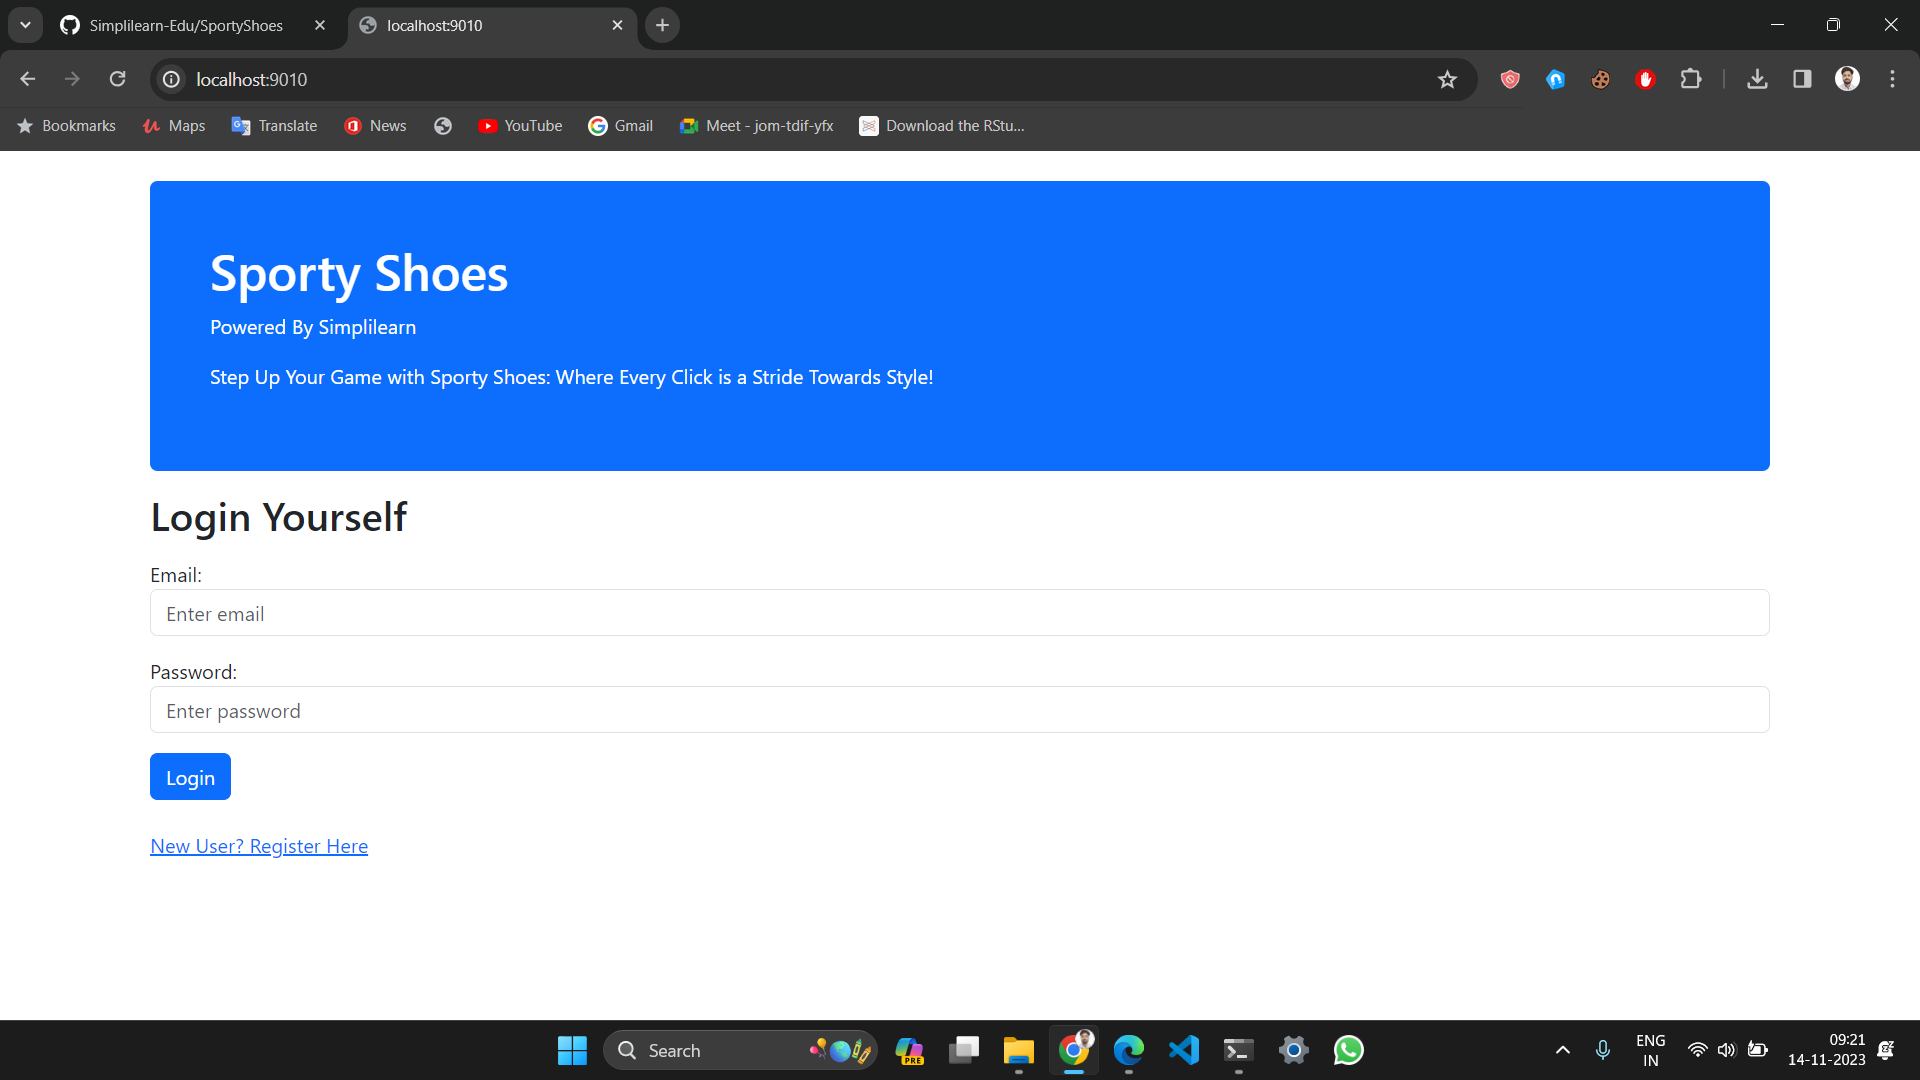 Simplilearn-Edu/SportyShoes
localhost:9010
localhost:9010
Bookmarks Maps Translate News YouTube Gmail Meet - jom-tdif-yfx Download the RStu...
Sporty Shoes
Powered By Simplilearn
Step Up Your Game with Sporty Shoes: Where Every Click is a Stride Towards Style!
Login Yourself
Email:
Enter email
Password:
Enter password
Login
New User? Register Here
Search
PRE
ENG
IN
09:21
14-11-2023